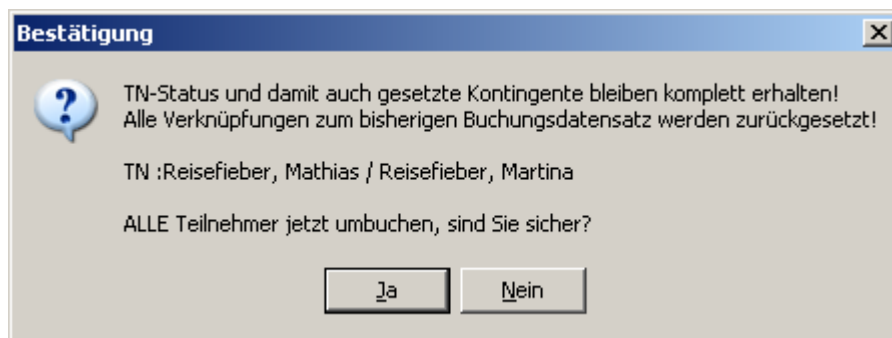 Bestätigung
TN-Status und damit auch gesetzte Kontingente bleiben komplett erhalten!
Alle Verknüpfungen zum bisherigen Buchungsdatensatz werden zurückgesetzt!
TN :Reisefieber, Mathias / Reisefieber, Martina
ALLE Teilnehmer jetzt umbuchen, sind Sie sicher?
Ja
Nein